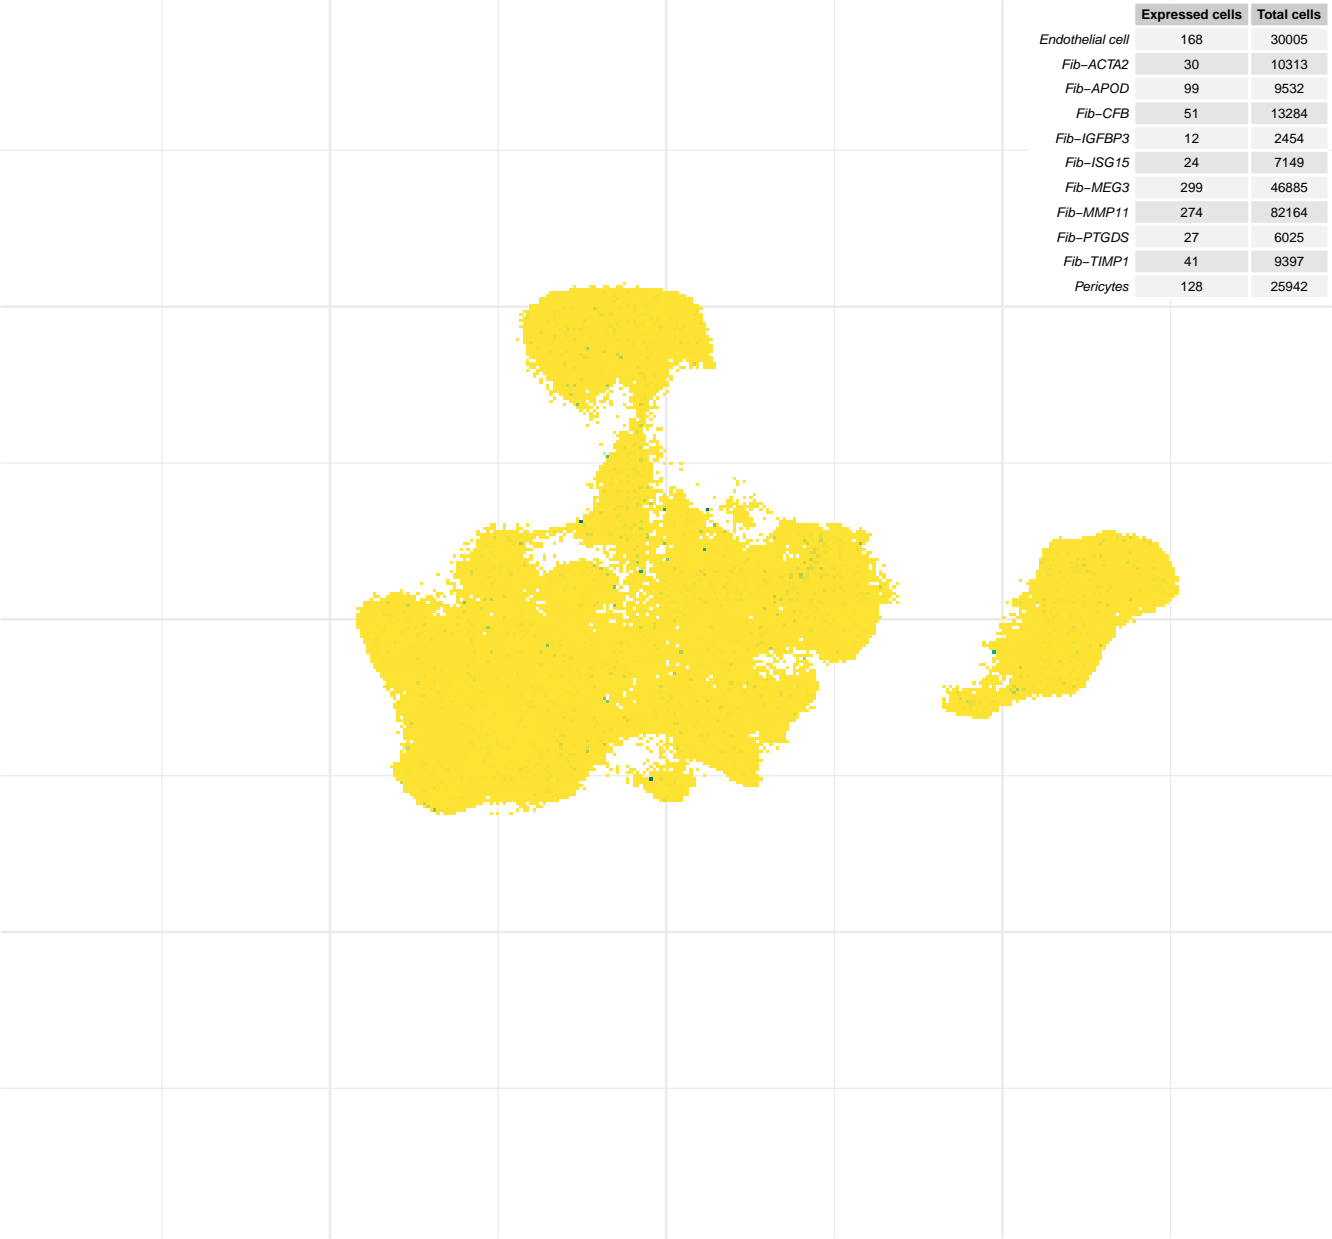 Expressed cells Total cells
Endothelial cell 168 30005
Fib−ACTA2 30 10313
Fib−APOD 99 9532
Fib−CFB 51 13284
Fib−IGFBP3 12 2454
Fib−ISG15 24 7149
Fib−MEG3 299 46885
Fib−MMP11 274 82164
Fib−PTGDS 27 6025
Fib−TIMP1 41 9397
Pericytes 128 25942